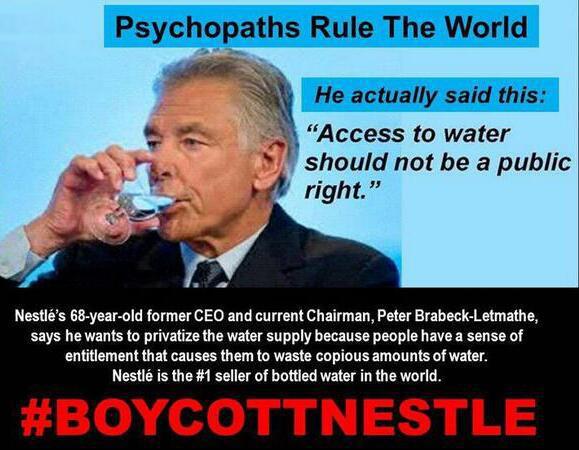 Psychopaths Rule The World
He actually said this:
“Access to water
should not be a public
right.”
Nestlé's 68-year-old former CEO and current Chairman, Peter Brabeck-Letmathe,
says he wants to privatize the water supply because people have a sense of
entitlement that causes them to waste copious amounts of water.
Nestlé is the #1 seller of bottled water in the world.
#BOYCOTTNESTLE